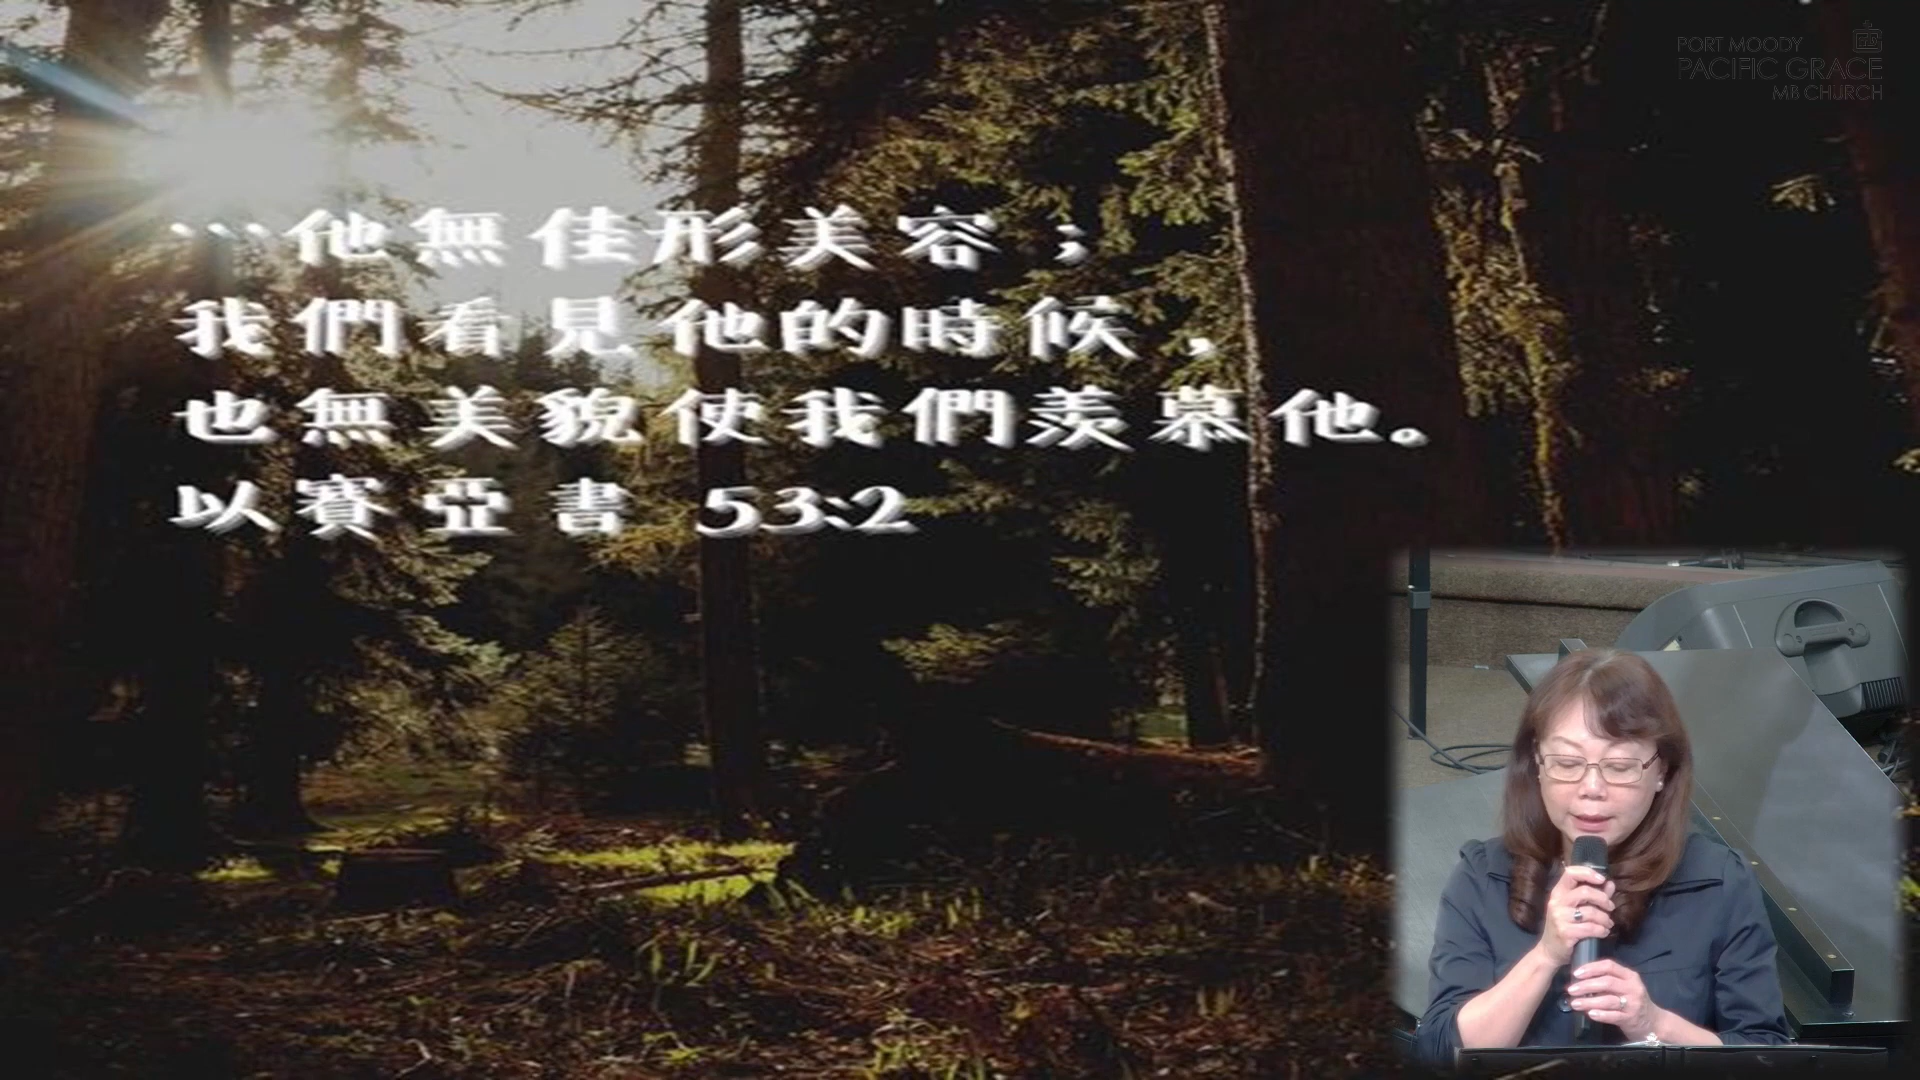 …他無佳形美容；
我們看見他的時候，
也無美貌使我們羨慕他。
以賽亞書 53:2
PORT MOODY
PACIFIC GRACE
MB CHURCH